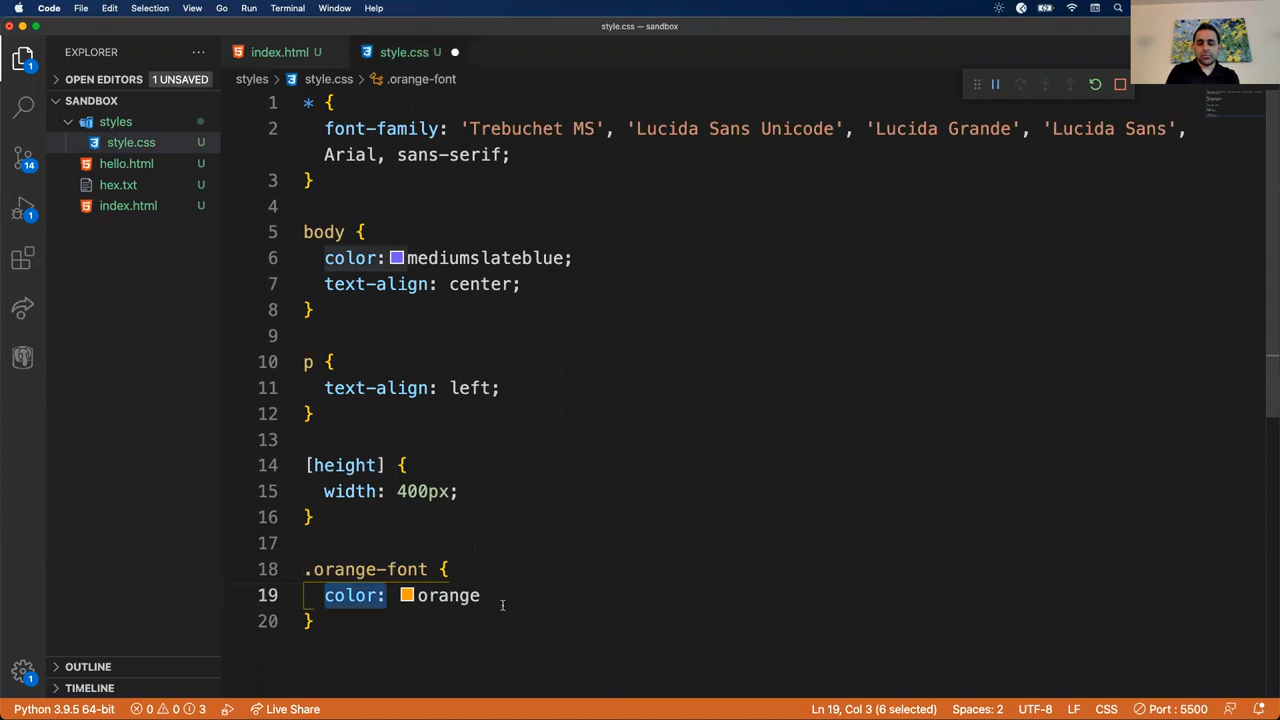 Code File Edit Selection View Go Run Terminal Window Help
style.css — sandbox
EXPLORER
index.html U
style.css U
OPEN EDITORS 1 UNSAVED
styles style.css .orange-font
SANDBOX
styles
style.css U
hello.html U
hex.txt U
index.html U
1
14
1
1
1 * {
2 font-family: 'Trebuchet MS', 'Lucida Sans Unicode', 'Lucida Grande', 'Lucida Sans',
Arial, sans-serif;
3 }
4
5 body {
6 color: mediumslateblue;
7 text-align: center;
8 }
9
10 p {
11 text-align: left;
12 }
13
14 [height] {
15 width: 400px;
16 }
17
18 .orange-font {
19 color: orange
20 }
OUTLINE
TIMELINE
Python 3.9.5 64-bit 0 0 3 Live Share Ln 19, Col 3 (6 selected) Spaces: 2 UTF-8 LF CSS Port : 5500